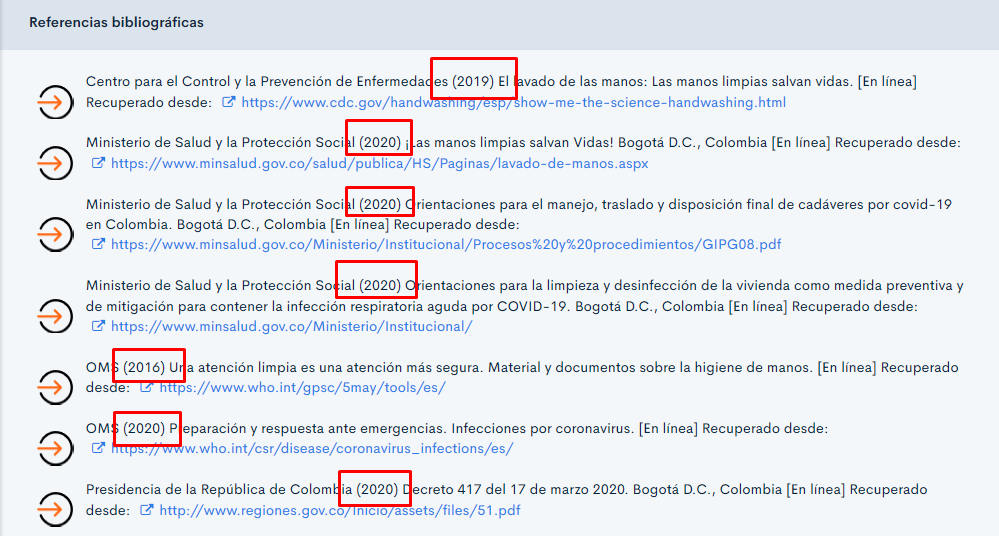 Referencias bibliográficas
Centro para el Control y la Prevención de Enfermedades (2019) El lavado de las manos: Las manos limpias salvan vidas. [En línea]
Recuperado desde: https://www.cdc.gov/handwashing/esp/show-me-the-science-handwashing.html
Ministerio de Salud y la Protección Social (2020) ¡Las manos limpias salvan Vidas! Bogotá D.C., Colombia [En línea] Recuperado desde:
https://www.minsalud.gov.co/salud/publica/HS/Paginas/lavado-de-manos.aspx
Ministerio de Salud y la Protección Social (2020) Orientaciones para el manejo, traslado y disposición final de cadáveres por covid-19
en Colombia. Bogotá D.C., Colombia [En línea] Recuperado desde:
https://www.minsalud.gov.co/Ministerio/Institucional/Procesos%20y%20procedimientos/GIPG08.pdf
Ministerio de Salud y la Protección Social (2020) Orientaciones para la limpieza y desinfección de la vivienda como medida preventiva y
de mitigación para contener la infección respiratoria aguda por COVID-19. Bogotá D.C., Colombia [En línea] Recuperado desde:
https://www.minsalud.gov.co/Ministerio/Institucional/
OMS (2016) Una atención limpia es una atención más segura. Material y documentos sobre la higiene de manos. [En línea] Recuperado
desde: https://www.who.int/gpsc/5may/tools/es/
OMS (2020) Preparación y respuesta ante emergencias. Infecciones por coronavirus. [En línea] Recuperado desde:
https://www.who.int/csr/disease/coronavirus_infections/es/
Presidencia de la República de Colombia (2020) Decreto 417 del 17 de marzo 2020. Bogotá D.C., Colombia [En línea] Recuperado
desde: http://www.regiones.gov.co/Inicio/assets/files/51.pdf